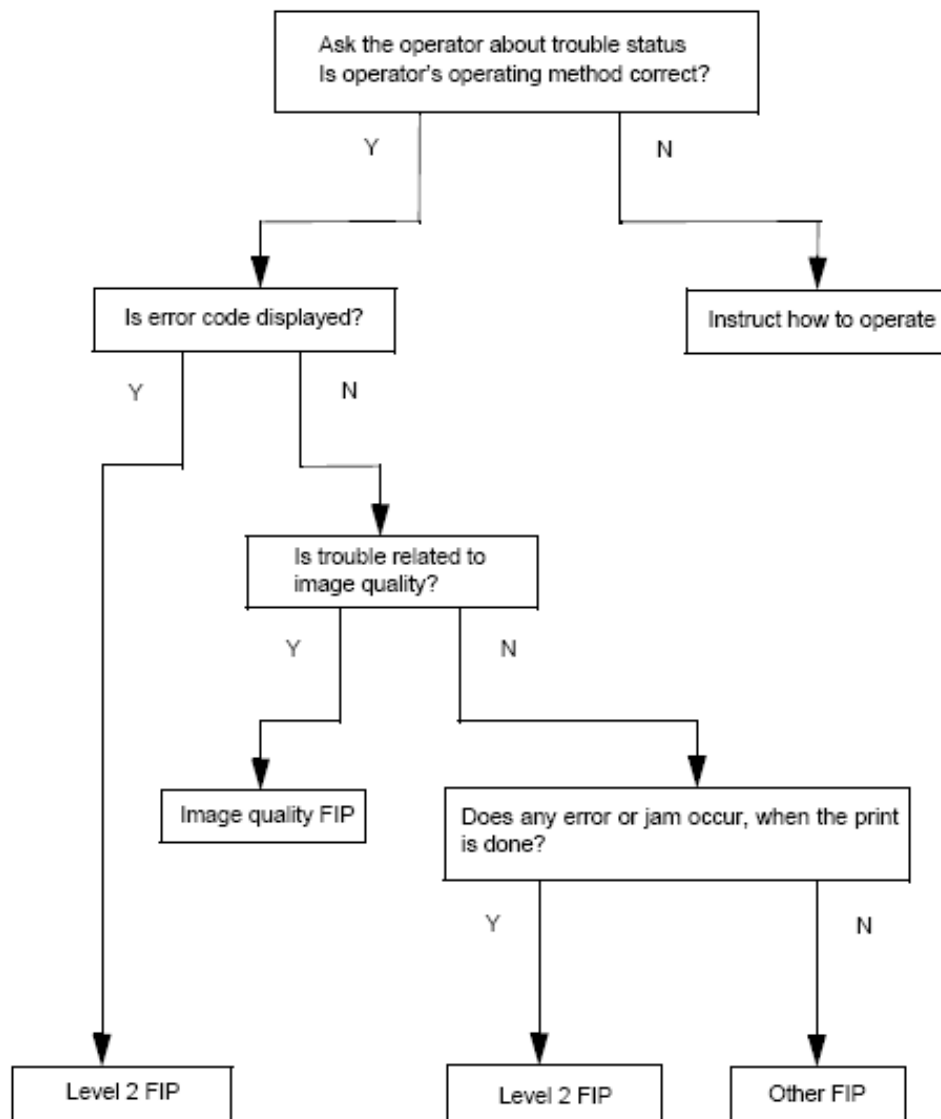 Ask the operator about trouble status
Is operator's operating method correct?
Y
N
Is error code displayed?
Instruct how to operate
Y
N
Is trouble related to
image quality?
Y
N
Image quality FIP
Does any error or jam occur, when the print
is done?
Y
N
Level 2 FIP
Level 2 FIP
Other FIP